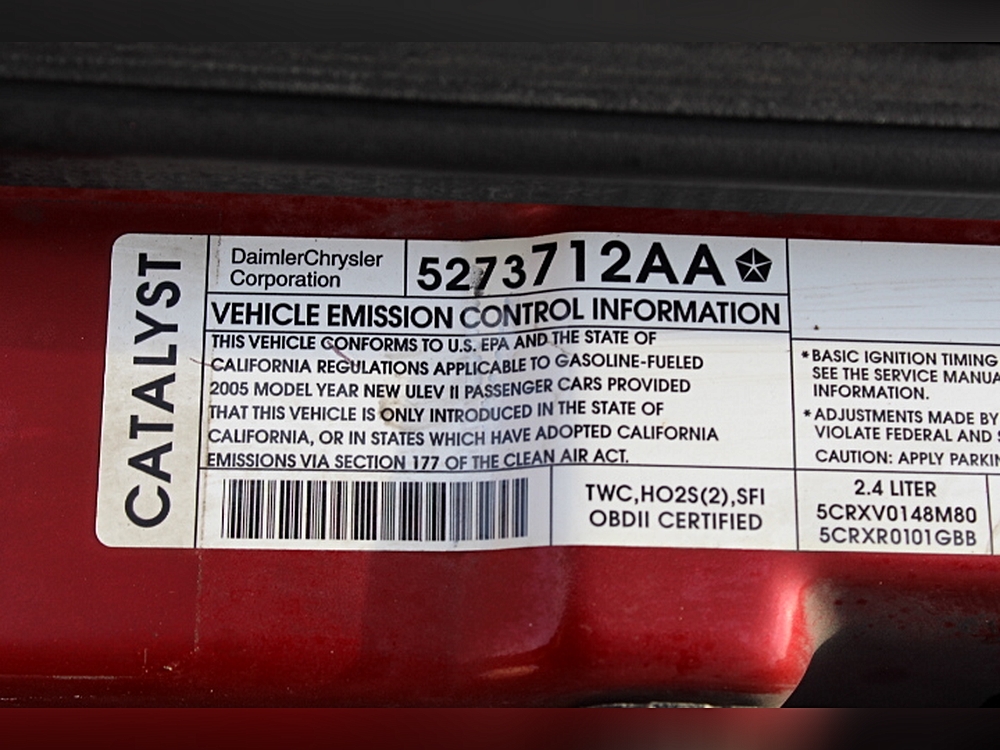 CATALYST
DaimlerChrysler
Corporation
5273712AA
VEHICLE EMISSION CONTROL INFORMATION
THIS VEHICLE CONFORMS TO U.S. EPA AND THE STATE OF
CALIFORNIA REGULATIONS APPLICABLE TO GASOLINE-FUELED
2005 MODEL YEAR NEW ULEV II PASSENGER CARS PROVIDED
THAT THIS VEHICLE IS ONLY INTRODUCED IN THE STATE OF
CALIFORNIA, OR IN STATES WHICH HAVE ADOPTED CALIFORNIA
EMISSIONS VIA SECTION 177 OF THE CLEAN AIR ACT.
TWC,HO2S(2),SFI
OBDII CERTIFIED
*BASIC IGNITION TIMING
SEE THE SERVICE MANUA
INFORMATION.
*ADJUSTMENTS MADE BY
VIOLATE FEDERAL AND S
CAUTION: APPLY PARKIN
2.4 LITER
5CRXV0148M80
5CRXR0101GBB